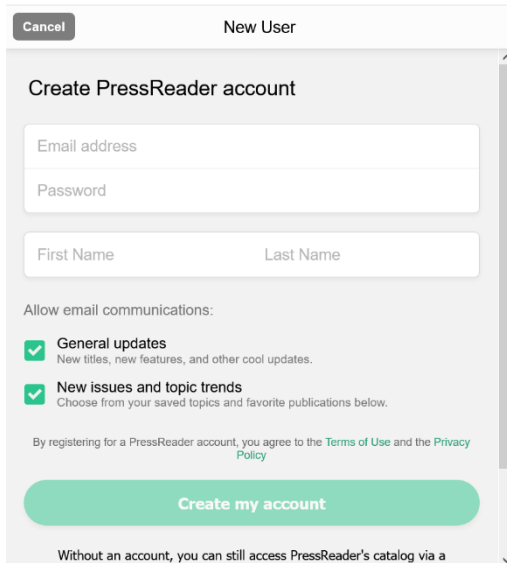 Cancel
New User
Create PressReader account
Email address
Password
First Name
Last Name
Allow email communications:
General updates
New titles, new features, and other cool updates.
New issues and topic trends
Choose from your saved topics and favorite publications below.
By registering for a PressReader account, you agree to the Terms of Use and the Privacy
Policy
Create my account
Without an account, you can still access PressReader's catalog via a